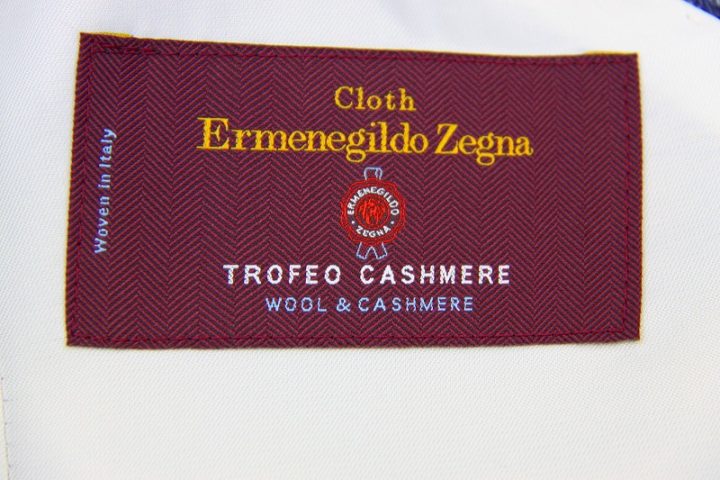 Cloth
Ermenegildo Zegna
Woven in Italy
ERMENEGILDO
ZEGNA
TROFEO CASHMERE
WOOL & CASHMERE